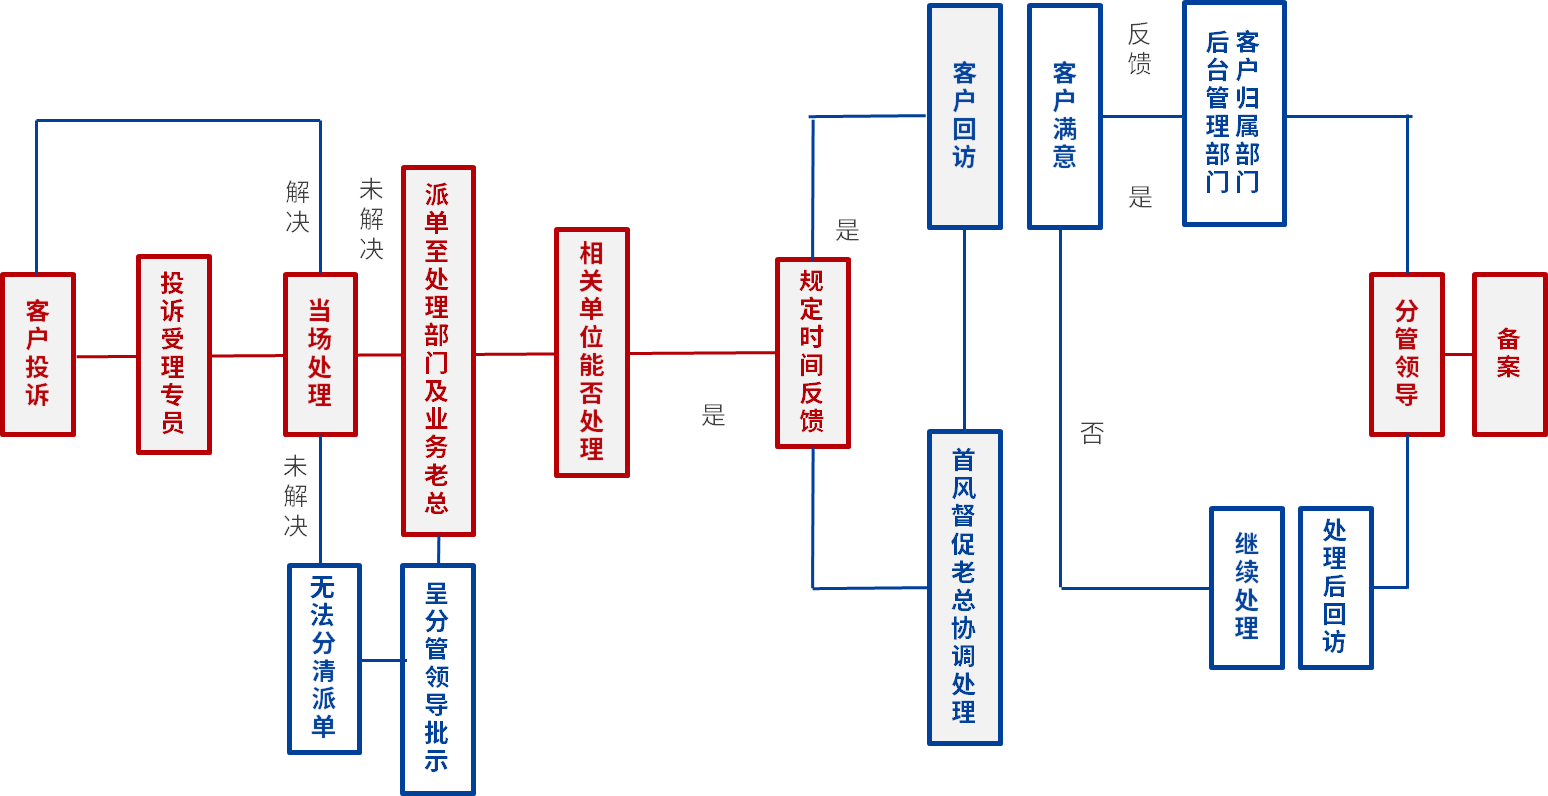 客户投诉
投诉受理专员
解决
当场处理
未解决
未解决
无法分清派单
派单至处理部门及业务老总
呈分管领导批示
相关单位能否处理
是
规定时间反馈
是
客户回访
首风督促老总协调处理
客户满意
反馈
是
否
客户归属部门
后台管理部门
继续处理
处理后回访
分管领导
备案